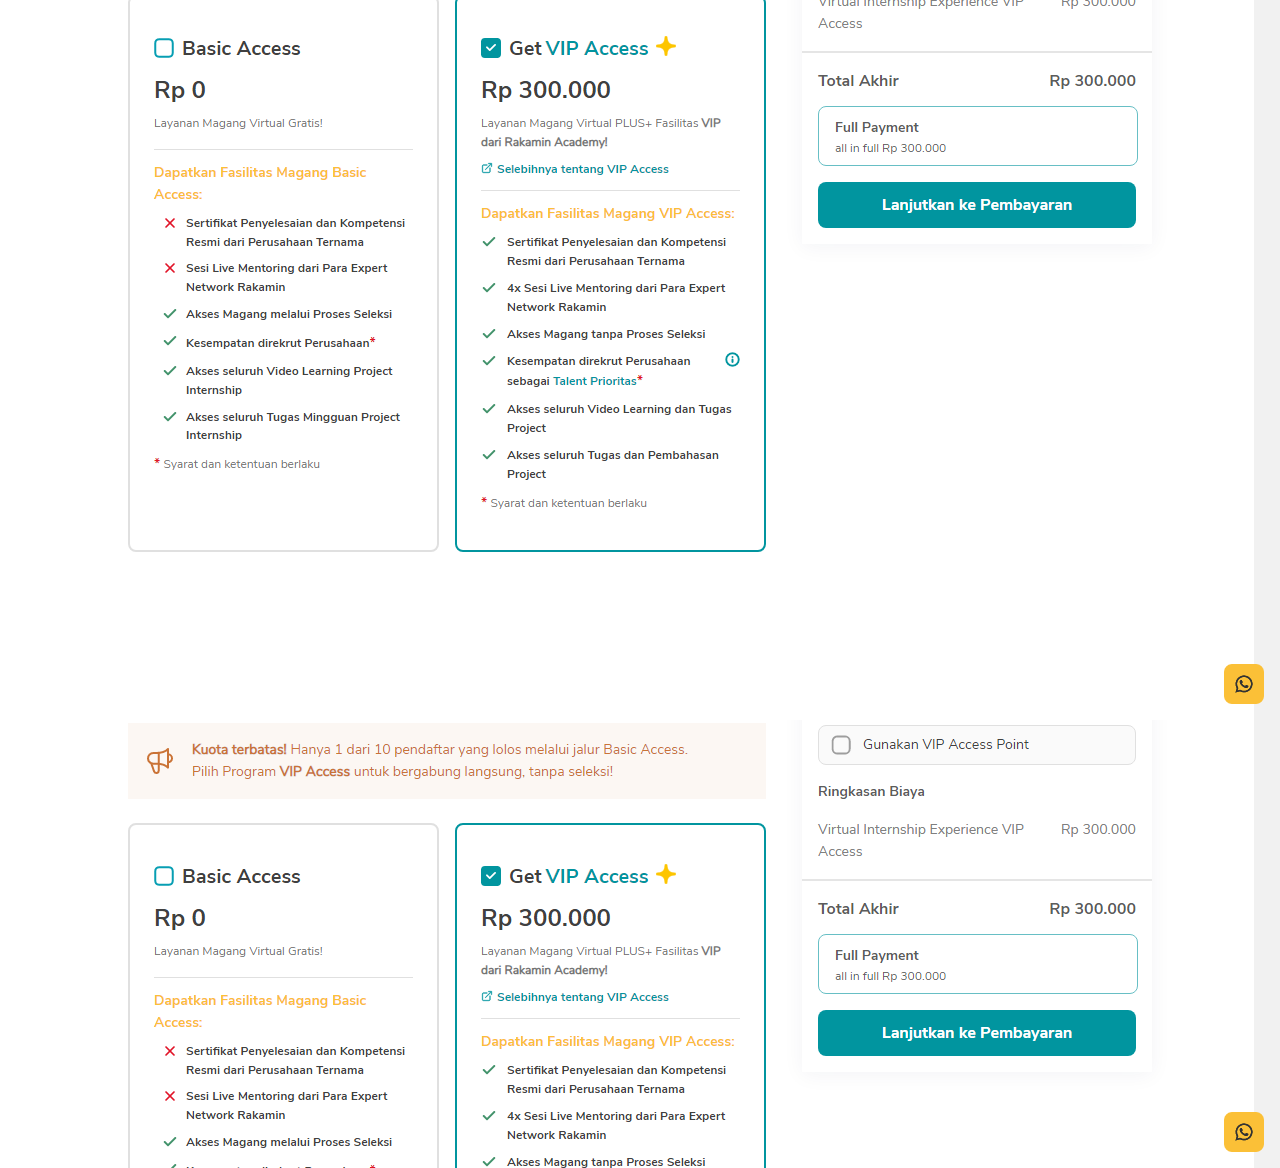 Virtual Internship Experience VIP Rp 300.000
Access
Basic Access
Rp 0
Layanan Magang Virtual Gratis!
Dapatkan Fasilitas Magang Basic
Access:
Sertifikat Penyelesaian dan Kompetensi
Resmi dari Perusahaan Ternama
Sesi Live Mentoring dari Para Expert
Network Rakamin
Akses Magang melalui Proses Seleksi
Kesempatan direkrut Perusahaan*
Akses seluruh Video Learning Project
Internship
Akses seluruh Tugas Mingguan Project
Internship
* Syarat dan ketentuan berlaku
Get VIP Access
Rp 300.000
Layanan Magang Virtual PLUS+ Fasilitas VIP
dari Rakamin Academy!
Selebihnya tentang VIP Access
Dapatkan Fasilitas Magang VIP Access:
Sertifikat Penyelesaian dan Kompetensi
Resmi dari Perusahaan Ternama
4x Sesi Live Mentoring dari Para Expert
Network Rakamin
Akses Magang tanpa Proses Seleksi
Kesempatan direkrut Perusahaan
sebagai Talent Prioritas*
Akses seluruh Video Learning dan Tugas
Project
Akses seluruh Tugas dan Pembahasan
Project
* Syarat dan ketentuan berlaku
Total Akhir Rp 300.000
Full Payment
all in full Rp 300.000
Lanjutkan ke Pembayaran
Kuota terbatas! Hanya 1 dari 10 pendaftar yang lolos melalui jalur Basic Access.
Pilih Program VIP Access untuk bergabung langsung, tanpa seleksi!
Basic Access
Rp 0
Layanan Magang Virtual Gratis!
Dapatkan Fasilitas Magang Basic
Access:
Sertifikat Penyelesaian dan Kompetensi
Resmi dari Perusahaan Ternama
Sesi Live Mentoring dari Para Expert
Network Rakamin
Akses Magang melalui Proses Seleksi
Get VIP Access
Rp 300.000
Layanan Magang Virtual PLUS+ Fasilitas VIP
dari Rakamin Academy!
Selebihnya tentang VIP Access
Dapatkan Fasilitas Magang VIP Access:
Sertifikat Penyelesaian dan Kompetensi
Resmi dari Perusahaan Ternama
4x Sesi Live Mentoring dari Para Expert
Network Rakamin
Akses Magang tanpa Proses Seleksi
Gunakan VIP Access Point
Ringkasan Biaya
Virtual Internship Experience VIP Rp 300.000
Access
Total Akhir Rp 300.000
Full Payment
all in full Rp 300.000
Lanjutkan ke Pembayaran